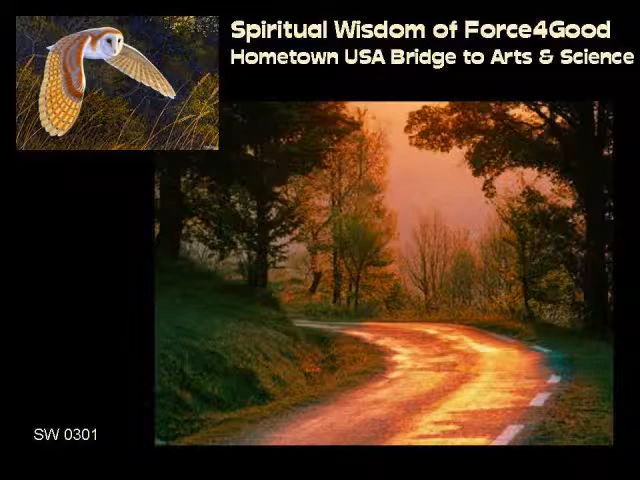 Spiritual Wisdom of Force4Good
Hometown USA Bridge to Arts & Science
SW 0301